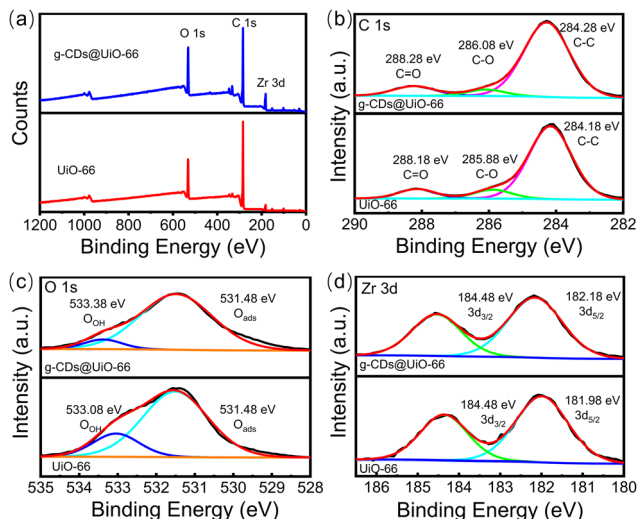 (a)
O 1s
C 1s
g-CDs@UiO-66
Zr 3d
UiO-66
Counts
1200 1000 800 600 400 200 0
Binding Energy (eV)
(b)
C 1s
284.28 eV
C-C
288.28 eV
C=O
286.08 eV
C-O
g-CDs@UiO-66
284.18 eV
C-C
288.18 eV
C=O
285.88 eV
C-O
UiO-66
Intensity (a.u.)
290 288 286 284 282
Binding Energy (eV)
(c)
O 1s
533.38 eV
OOH
531.48 eV
Oads
g-CDs@UiO-66
533.08 eV
OOH
531.48 eV
Oads
UiO-66
Intensity (a.u.)
535 534 533 532 531 530 529 528
Binding Energy (eV)
(d)
Zr 3d
184.48 eV
3d3/2
182.18 eV
3d5/2
g-CDs@UiO-66
184.48 eV
3d3/2
181.98 eV
3d5/2
UiO-66
Intensity (a.u.)
186 185 184 183 182 181 180
Binding Energy (eV)